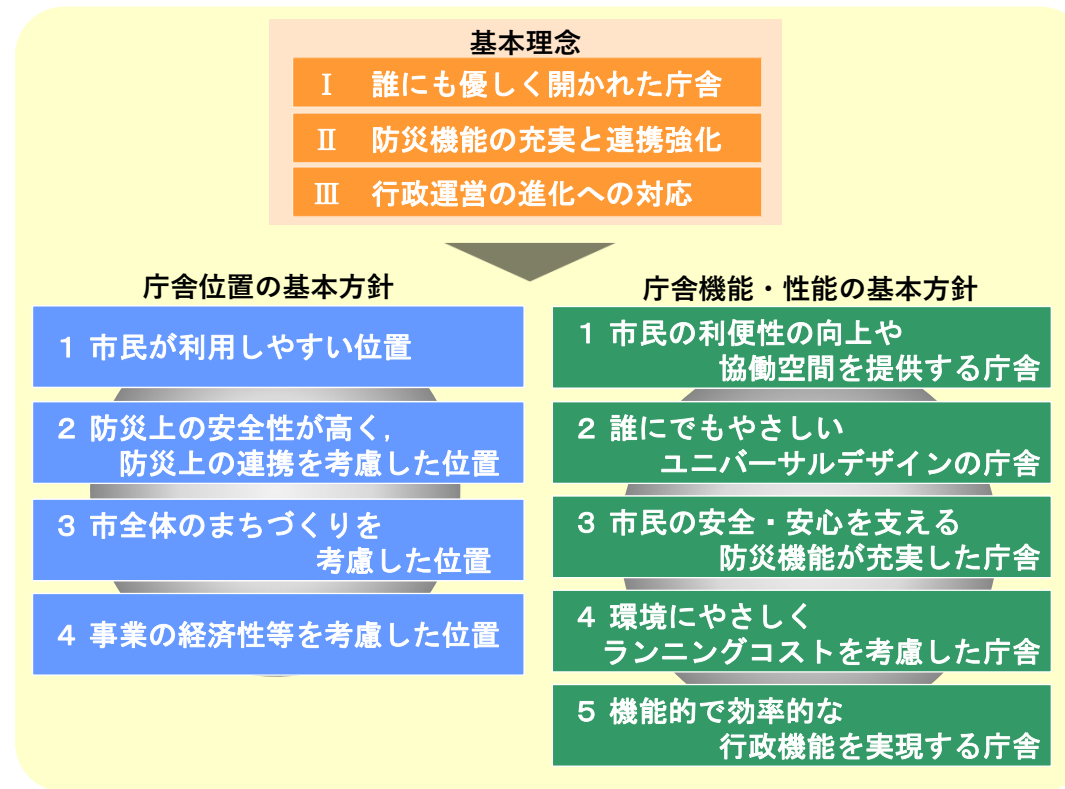 基本理念
Ⅰ 誰にも優しく開かれた庁舎
Ⅱ 防災機能の充実と連携強化
Ⅲ 行政運営の進化への対応
庁舎位置の基本方針
１ 市民が利用しやすい位置
２ 防災上の安全性が高く,
防災上の連携を考慮した位置
３ 市全体のまちづくりを
考慮した位置
４ 事業の経済性等を考慮した位置
庁舎機能・性能の基本方針
１ 市民の利便性の向上や
協働空間を提供する庁舎
２ 誰にでもやさしい
ユニバーサルデザインの庁舎
３ 市民の安全・安心を支える
防災機能が充実した庁舎
４ 環境にやさしく
ランニングコストを考慮した庁舎
５ 機能的で効率的な
行政機能を実現する庁舎